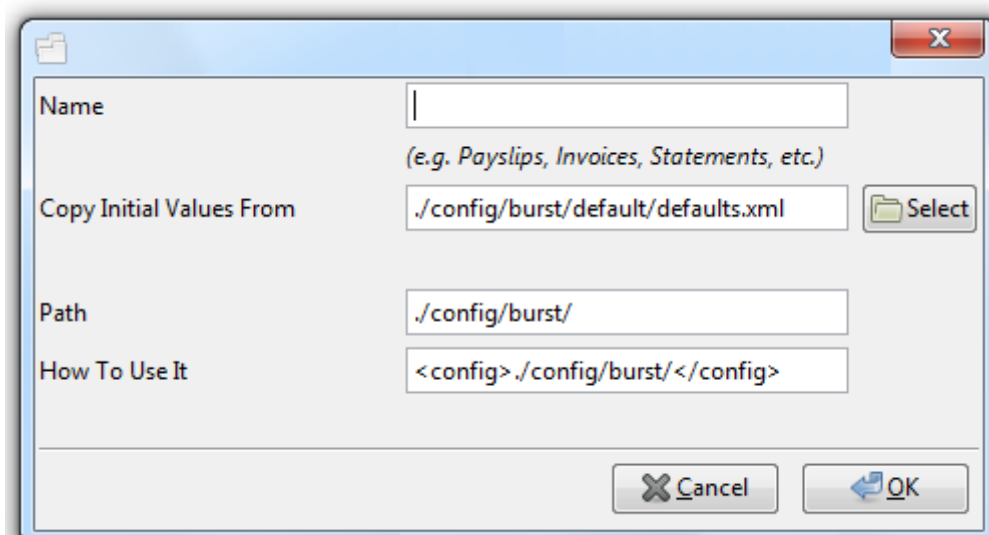 Name
(e.g. Payslips, Invoices, Statements, etc.)
Copy Initial Values From ./config/burst/default/defaults.xml Select
Path ./config/burst/
How To Use It <config>./config/burst/</config>
Cancel OK